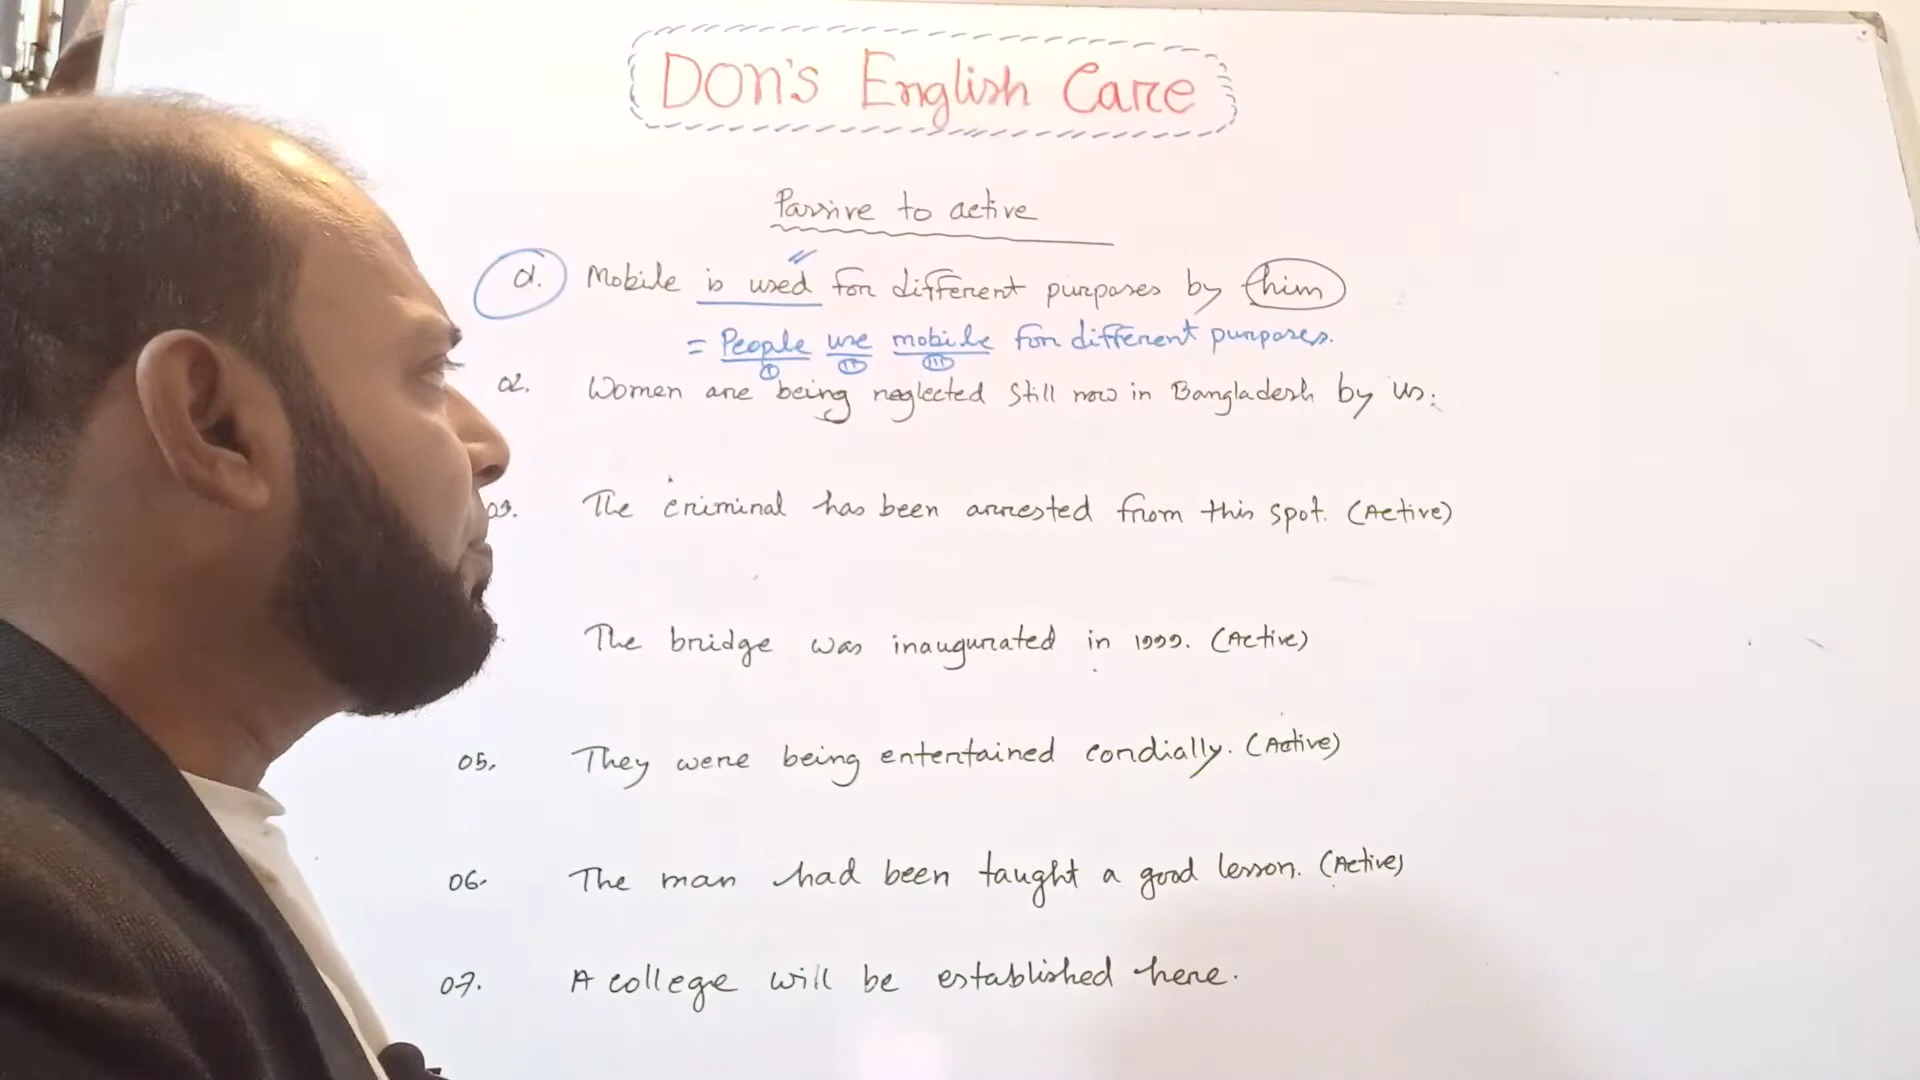 DON's English Care
Passive to active
01. Mobile is used for different purposes by him
= People use mobile for different purposes.
I II III
02. Women are being neglected still now in Bangladesh by us.
03. The criminal has been arrested from this spot. (Active)
The bridge was inaugurated in 1999. (Active)
05. They were being entertained cordially. (Active)
06. The man had been taught a good lesson. (Active)
07. A college will be established here.